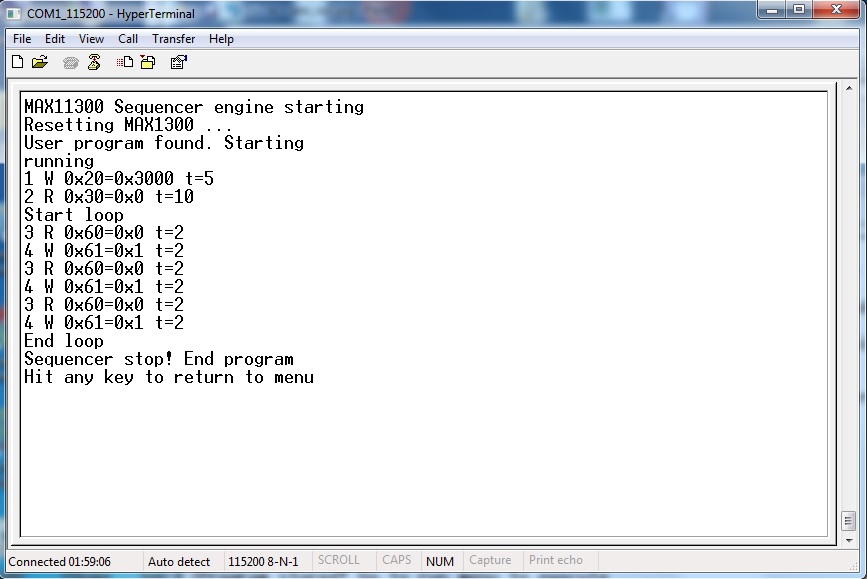 COM1_115200 - HyperTerminal
File Edit View Call Transfer Help
MAX11300 Sequencer engine starting
Resetting MAX1300 ...
User program found. Starting
running
1 W 0x20=0x3000 t=5
2 R 0x30=0x0 t=10
Start loop
3 R 0x60=0x0 t=2
4 W 0x61=0x1 t=2
3 R 0x60=0x0 t=2
4 W 0x61=0x1 t=2
3 R 0x60=0x0 t=2
4 W 0x61=0x1 t=2
End loop
Sequencer stop! End program
Hit any key to return to menu
Connected 01:59:06 Auto detect 115200 8-N-1 SCROLL CAPS NUM Capture Print echo